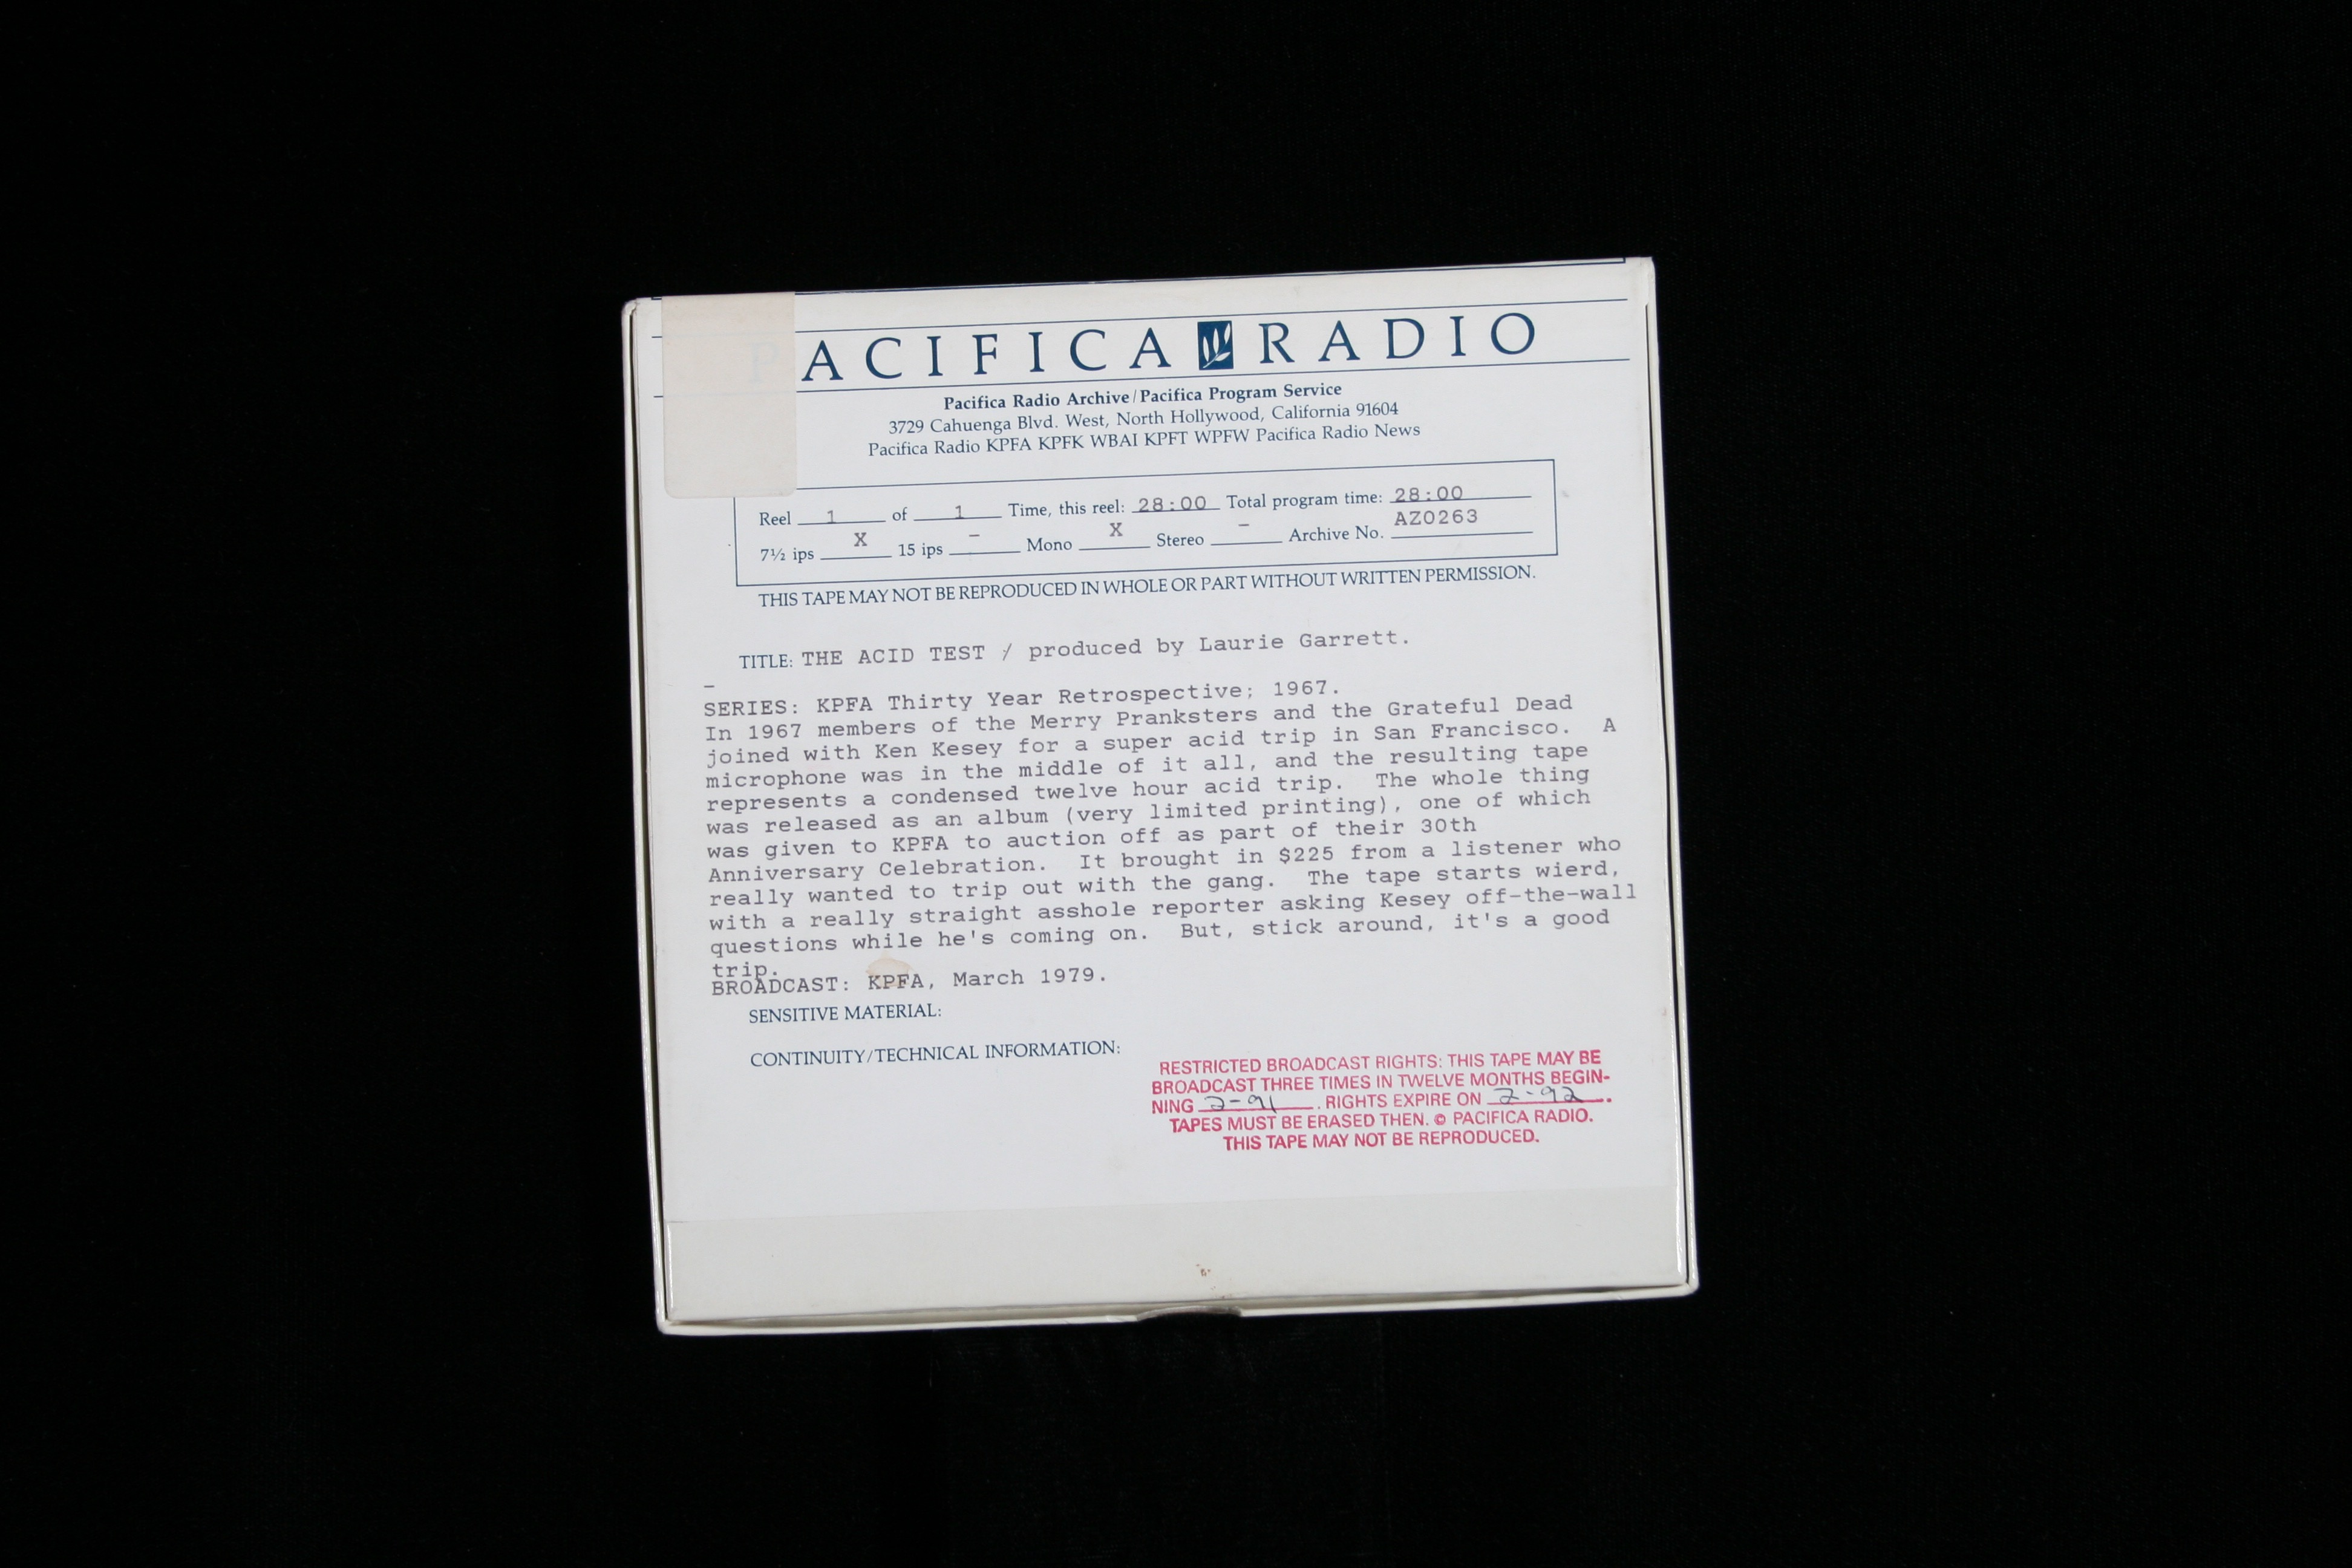 PACIFICA RADIO
Pacifica Radio Archive/Pacifica Program Service
3729 Cahuenga Blvd. West, North Hollywood, California 91604
Pacifica Radio KPFA KPFK WBAI KPFT WPFW Pacifica Radio News
Reel 1 of 1 Time, this reel: 28:00 Total program time: 28:00
7½ ips X 15 ips - Mono X Stereo - Archive No. AZ0263
THIS TAPE MAY NOT BE REPRODUCED IN WHOLE OR PART WITHOUT WRITTEN PERMISSION.
TITLE: THE ACID TEST / produced by Laurie Garrett.
SERIES: KPFA Thirty Year Retrospective; 1967.
In 1967 members of the Merry Pranksters and the Grateful Dead
joined with Ken Kesey for a super acid trip in San Francisco. A
microphone was in the middle of it all, and the resulting tape
represents a condensed twelve hour acid trip. The whole thing
was released as an album (very limited printing), one of which
was given to KPFA to auction off as part of their 30th
Anniversary Celebration. It brought in $225 from a listener who
really wanted to trip out with the gang. The tape starts wierd,
with a really straight asshole reporter asking Kesey off-the-wall
questions while he's coming on. But, stick around, it's a good
trip.
BROADCAST: KPFA, March 1979.
SENSITIVE MATERIAL:
CONTINUITY/TECHNICAL INFORMATION:
RESTRICTED BROADCAST RIGHTS: THIS TAPE MAY BE
BROADCAST THREE TIMES IN TWELVE MONTHS BEGIN-
NING 2-91. RIGHTS EXPIRE ON 2-92.
TAPES MUST BE ERASED THEN. © PACIFICA RADIO.
THIS TAPE MAY NOT BE REPRODUCED.